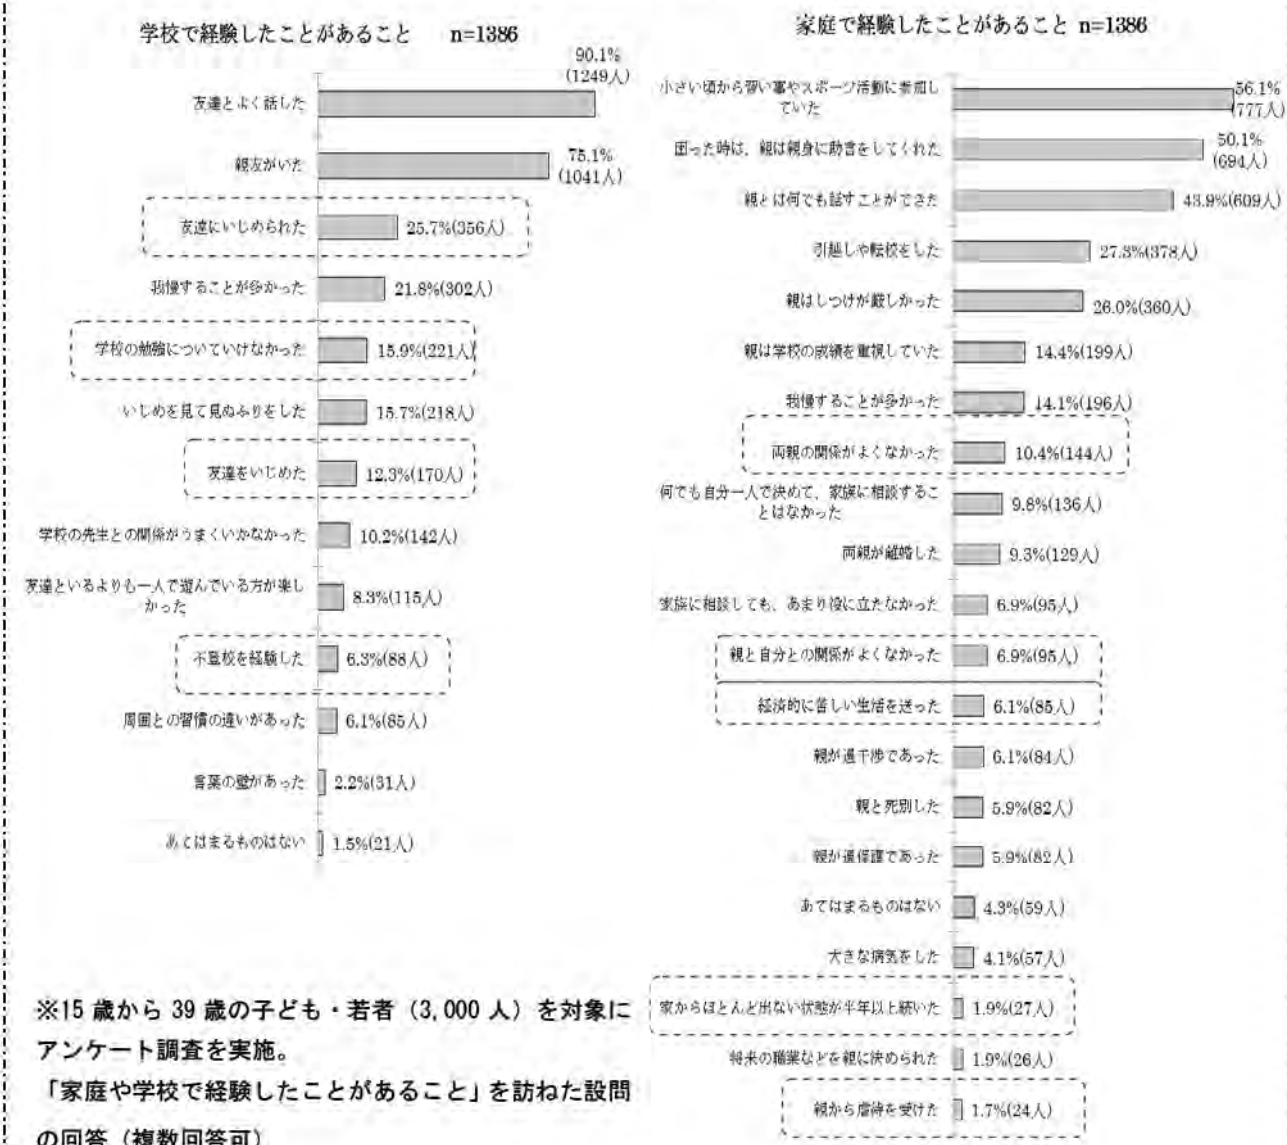 学校で経験したことがあること n=1386
90.1%
(1249人)
友達とよく話した
75.1%
(1041人)
親友がいた
友達にいじめられた 25.7%(356人)
我慢することが多かった 21.8%(302人)
学校の勉強についていけなかった 15.9%(221人)
いじめを見て見ぬふりをした 15.7%(218人)
友達をいじめた 12.3%(170人)
学校の先生との関係がうまくいかなかった 10.2%(142人)
友達といるよりも一人で遊んでいる方が楽し
かった
8.3%(115人)
不登校を経験した 6.3%(88人)
周囲との習慣の違いがあった 6.1%(85人)
言葉の壁があった 2.2%(31人)
あてはまるものはない 1.5%(21人)
※15 歳から 39 歳の子ども・若者（3,000 人）を対象に
アンケート調査を実施。
「家庭や学校で経験したことがあること」を訪ねた設問
の回答（複数回答可）
家庭で経験したことがあること n=1386
小さい頃から習い事やスポーツ活動に参加し
ていた
56.1%
(777人)
困った時は、親は親身に助言をしてくれた
50.1%
(694人)
親とは何でも話すことができた 43.9%(609人)
引越しや転校をした 27.3%(378人)
親はしつけが厳しかった 26.0%(360人)
親は学校の成績を重視していた 14.4%(199人)
我慢することが多かった 14.1%(196人)
両親の関係がよくなかった 10.4%(144人)
何でも自分一人で決めて、家族に相談するこ
とはなかった
9.8%(136人)
両親が離婚した 9.3%(129人)
家族に相談しても、あまり役に立たなかった 6.9%(95人)
親と自分との関係がよくなかった 6.9%(95人)
経済的に苦しい生活を送った 6.1%(85人)
親が過干渉であった 6.1%(84人)
親と死別した 5.9%(82人)
親が過保護であった 5.9%(82人)
あてはまるものはない 4.3%(59人)
大きな病気をした 4.1%(57人)
家からほとんど出ない状態が半年以上続いた 1.9%(27人)
将来の職業などを親に決められた 1.9%(26人)
親から虐待を受けた 1.7%(24人)